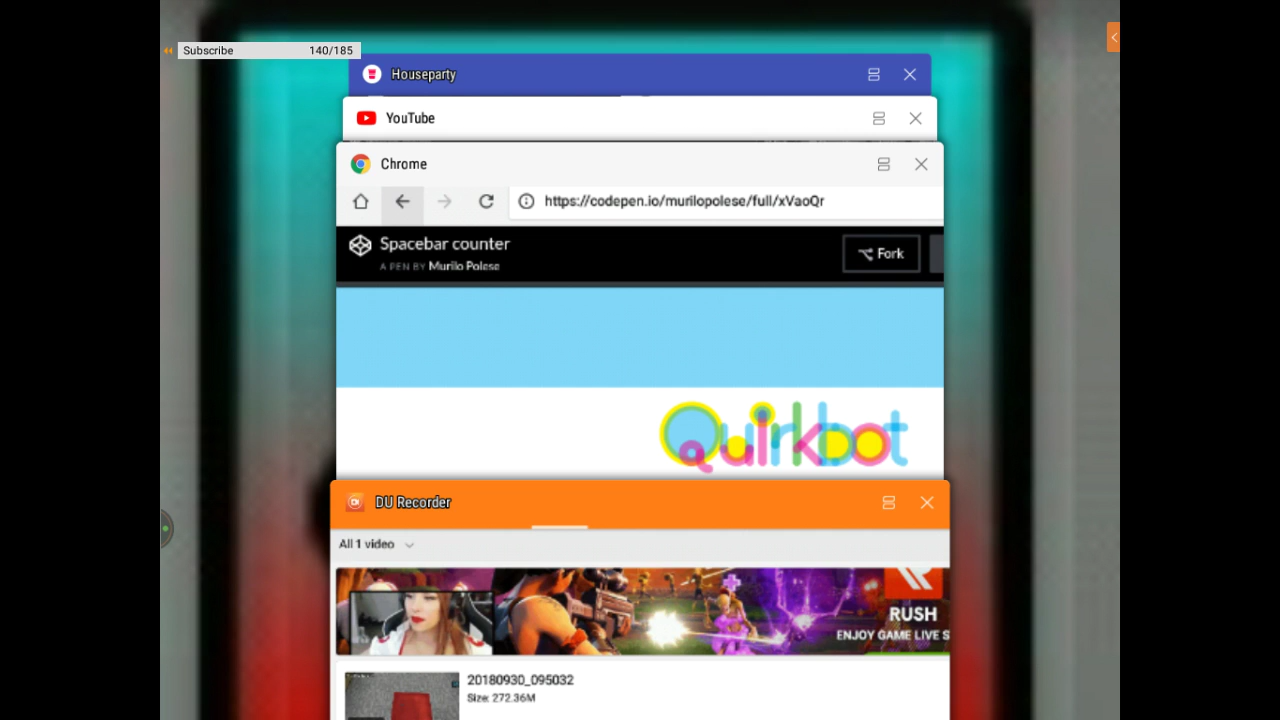 Subscribe 140/185
Houseparty
YouTube
Chrome
https://codepen.io/murilopolese/full/xVaoQr
Spacebar counter
A PEN BY Murilo Polese
Fork
Quirkbot
DU Recorder
All 1 video
RUSH
ENJOY GAME LIVE S
20180930_095032
Size: 272.36M